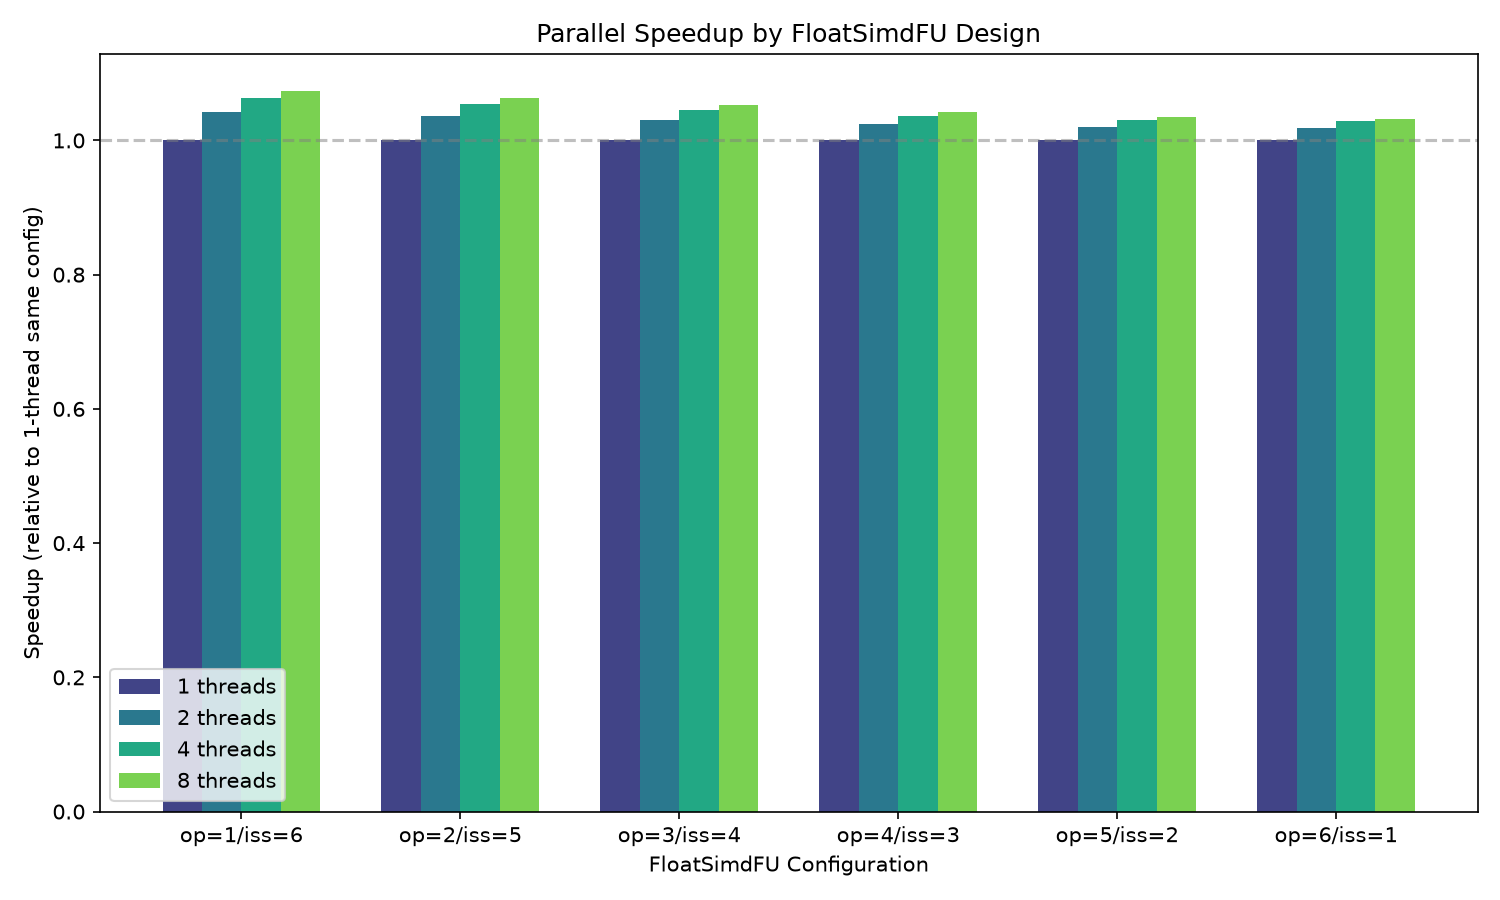 Parallel Speedup by FloatSimdFU Design
Speedup (relative to 1-thread same config)
1.0
0.8
0.6
0.4
0.2
0.0
1 threads
2 threads
4 threads
8 threads
op=1/iss=6
op=2/iss=5
op=3/iss=4
op=4/iss=3
op=5/iss=2
op=6/iss=1
FloatSimdFU Configuration